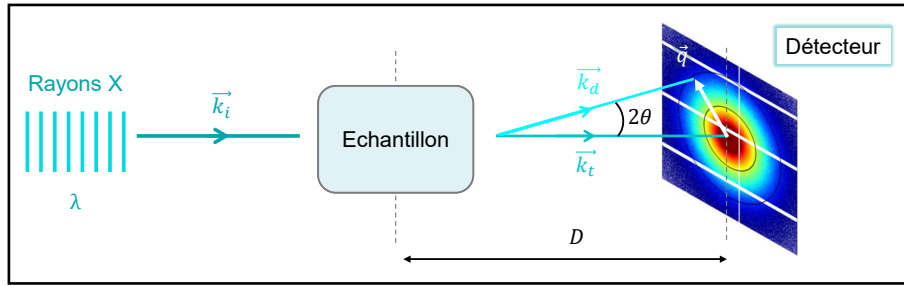 Rayons X
λ
k_i
Echantillon
k_d
2θ
k_t
D
q
Détecteur